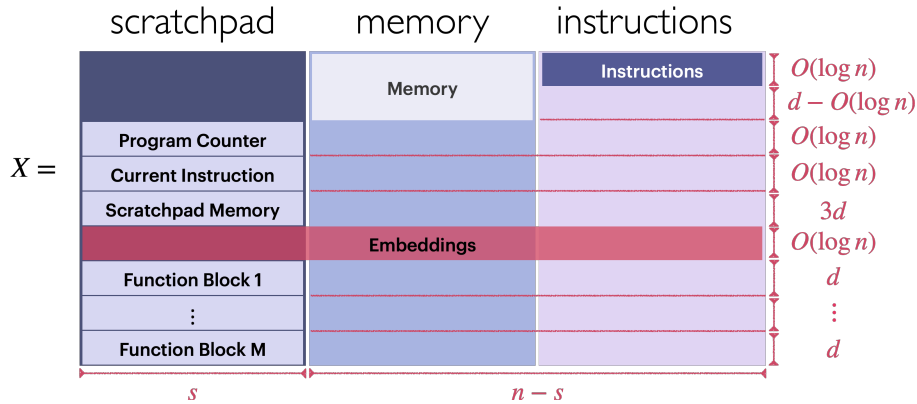 scratchpad memory instructions
Instructions O(log n)
Memory d − O(log n)
Program Counter O(log n)
X = Current Instruction O(log n)
Scratchpad Memory 3d
Embeddings O(log n)
Function Block 1 d
⋮ ⋮
Function Block M d
s n − s